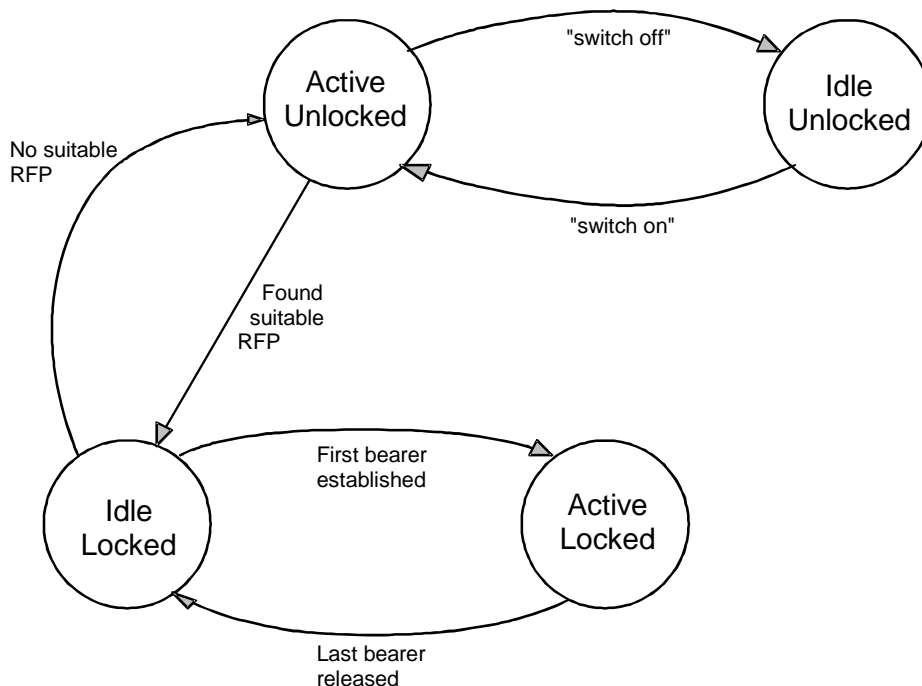 "switch off"
Active
Unlocked
Idle
Unlocked
No suitable
RFP
"switch on"
Found
suitable
RFP
First bearer
established
Idle
Locked
Active
Locked
Last bearer
released